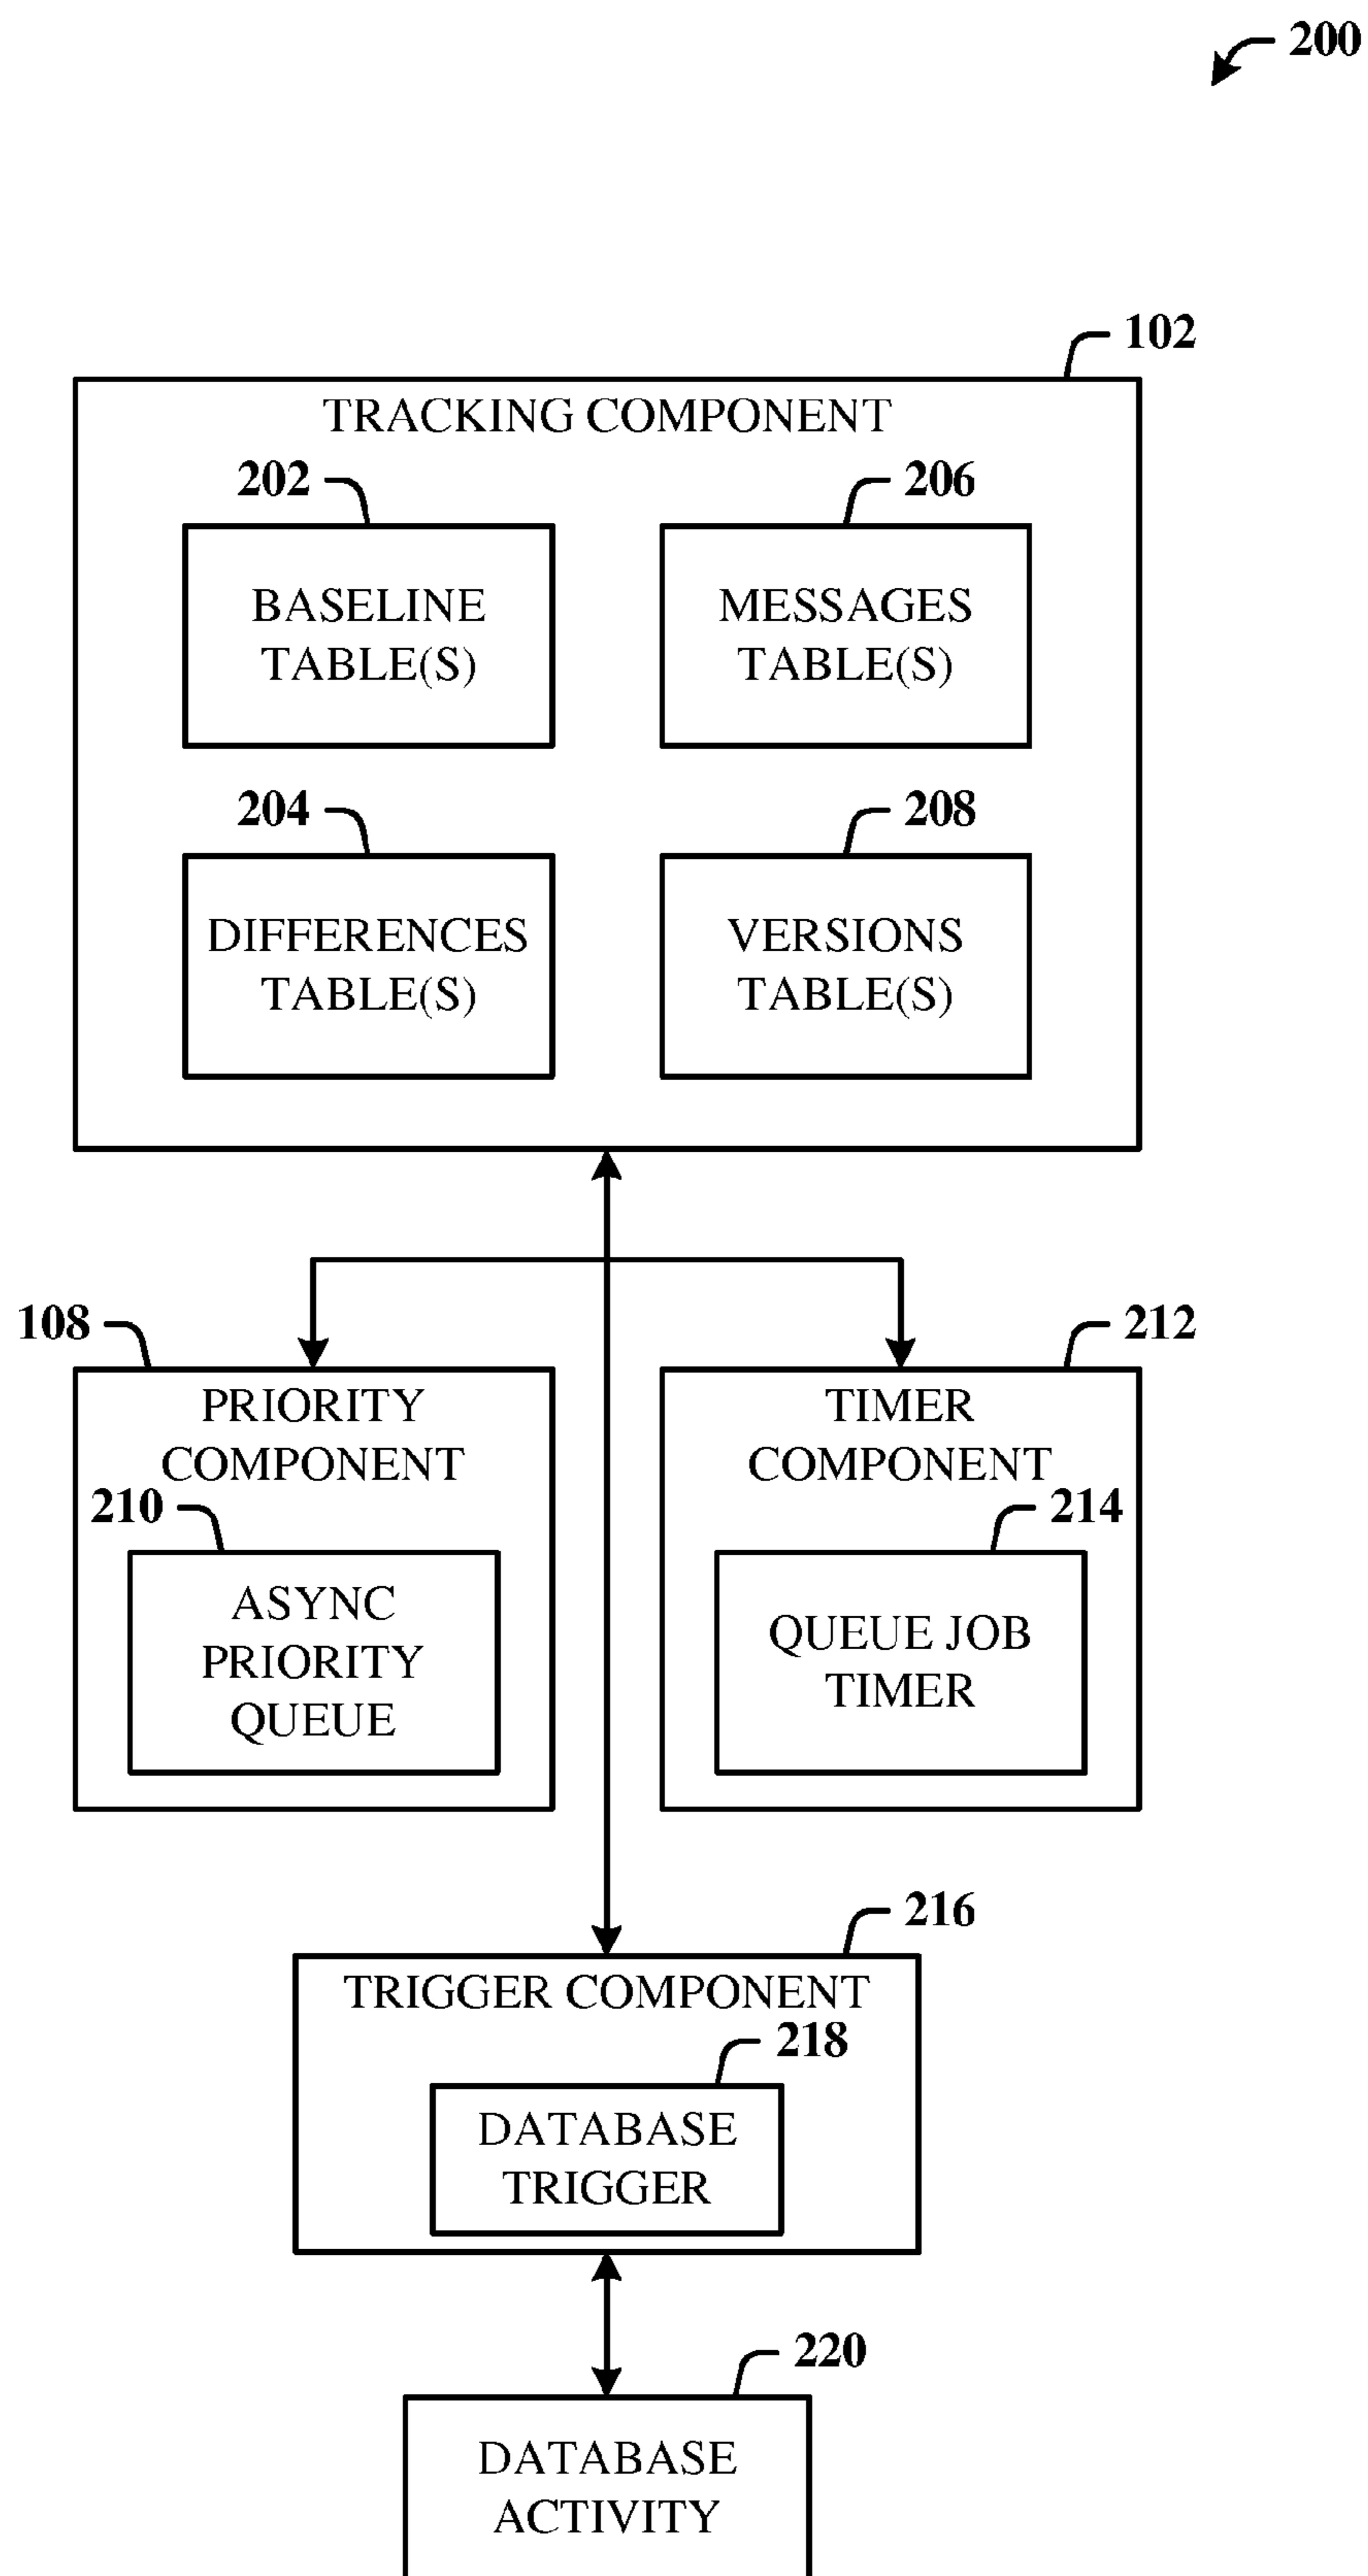 200
102
TRACKING COMPONENT
202
206
BASELINE
TABLE(S)
MESSAGES
TABLE(S)
204
208
DIFFERENCES
TABLE(S)
VERSIONS
TABLE(S)
108
212
PRIORITY
COMPONENT
TIMER
COMPONENT
210
214
ASYNC
PRIORITY
QUEUE
QUEUE JOB
TIMER
216
TRIGGER COMPONENT
218
DATABASE
TRIGGER
220
DATABASE
ACTIVITY